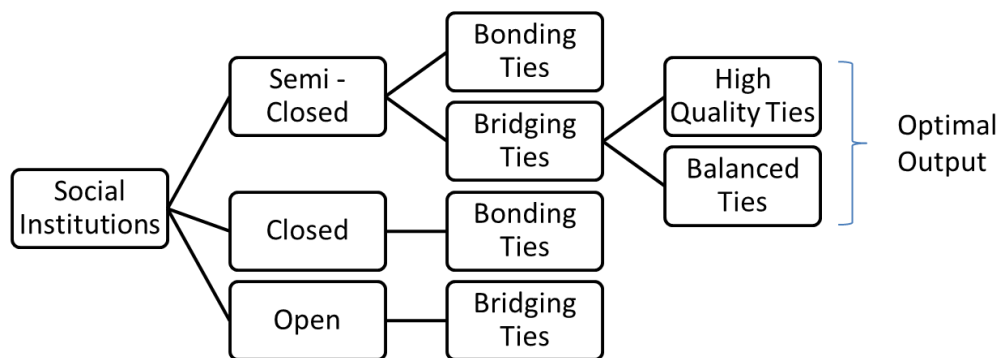 Social
Institutions
Semi -
Closed
Closed
Open
Bonding
Ties
Bridging
Ties
Bonding
Ties
Bridging
Ties
High
Quality Ties
Balanced
Ties
Optimal
Output